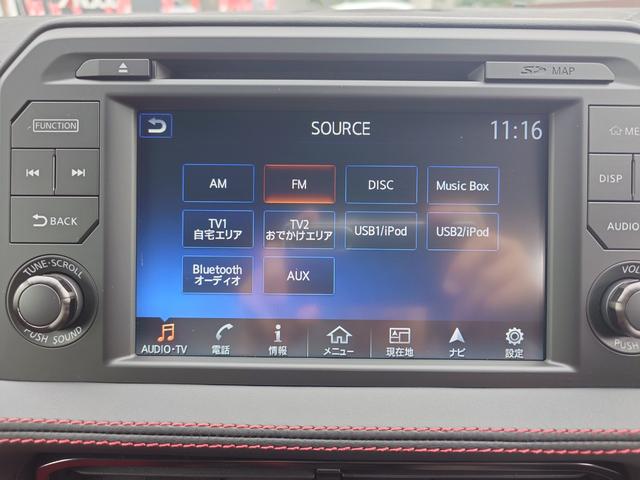 SD MAP
FUNCTION
SOURCE
11:16
ME
AM
FM
DISC
Music Box
DISP
TV1
自宅エリア
TV2
おでかけエリア
USB1/iPod
USB2/iPod
BACK
AUDIO
Bluetooth
オーディオ
AUX
TUNE·SCROLL
PUSH SOUND
VOL
PUSH
AUDIO·TV
電話
情報
メニュー
現在地
ナビ
設定